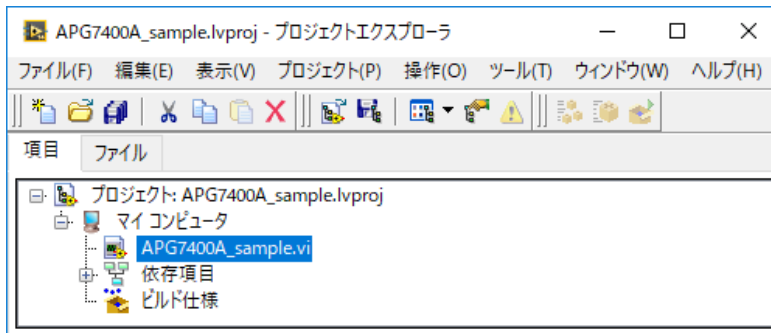 APG7400A_sample.lvproj - プロジェクトエクスプローラ
ファイル(F) 編集(E) 表示(V) プロジェクト(P) 操作(O) ツール(T) ウィンドウ(W) ヘルプ(H)
項目 ファイル
プロジェクト: APG7400A_sample.lvproj
マイ コンピュータ
APG7400A_sample.vi
依存項目
ビルド仕様